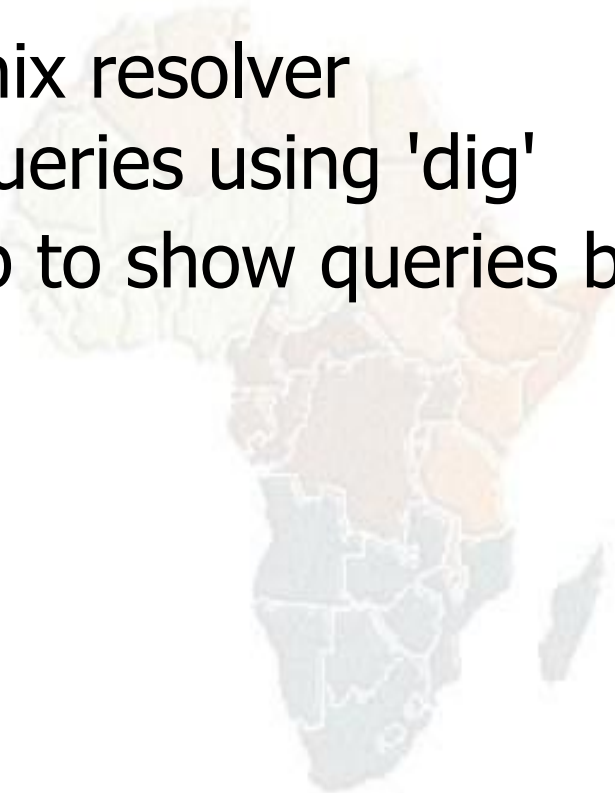 nix resolver
ueries using 'dig'
to show queries b